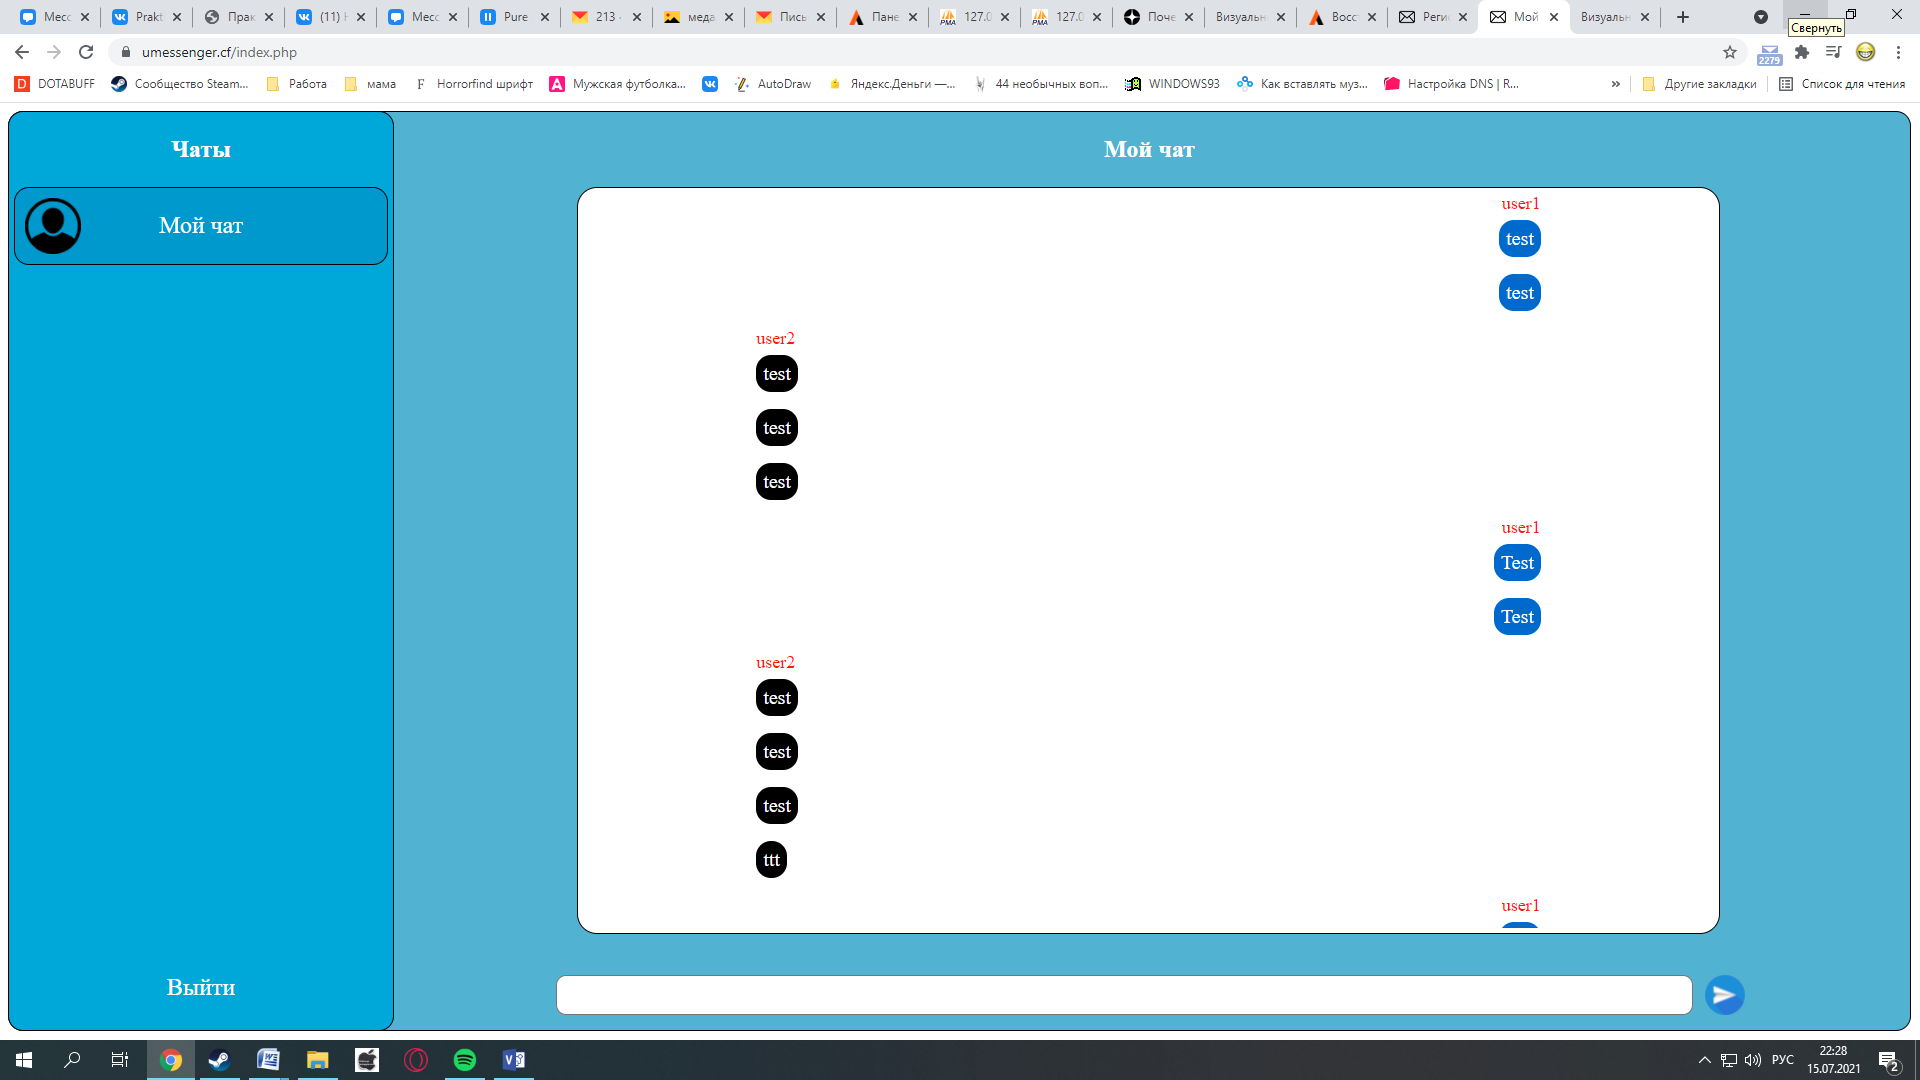 Месс Prakt Прак (11) Месс Pure 213 меда Пись Пане 127.0 127.0 Поче Визуальн Восс Реги Мой Визуальн
Свернуть
umessenger.cf/index.php
2279
DOTABUFF Сообщество Steam... Работа мама Horrorfind шрифт Мужская футболка... AutoDraw Яндекс.Деньги —... 44 необычных воп... WINDOWS93 Как вставлять муз... Настройка DNS | R... » Другие закладки Список для чтения
Чаты
Мой чат
Мой чат
user1
test
test
user2
test
test
test
user1
Test
Test
user2
test
test
test
ttt
user1
Выйти
РУС
22:28
15.07.2021
2